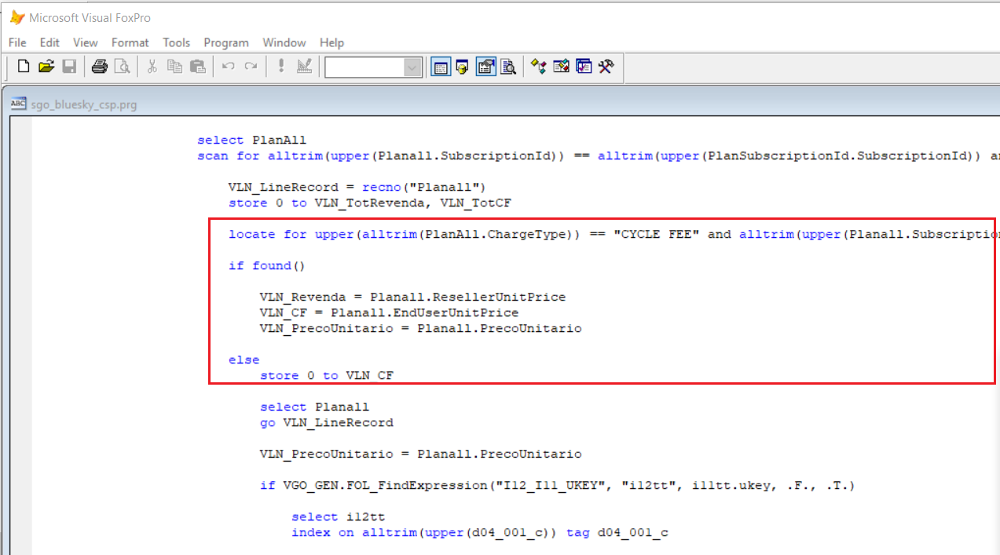 Microsoft Visual FoxPro
File Edit View Format Tools Program Window Help
ABC sgo_bluesky_csp.prg
select PlanAll
scan for alltrim(upper(Planall.SubscriptionId)) == alltrim(upper(PlanSubscriptionId.SubscriptionId)) an
VLN_LineRecord = recno("Planall")
store 0 to VLN_TotRevenda, VLN_TotCF
locate for upper(alltrim(PlanAll.ChargeType)) == "CYCLE FEE" and alltrim(upper(Planall.Subscription
if found()
VLN_Revenda = Planall.ResellerUnitPrice
VLN_CF = Planall.EndUserUnitPrice
VLN_PrecoUnitario = Planall.PrecoUnitario
else
store 0 to VLN_CF
select Planall
go VLN_LineRecord
VLN_PrecoUnitario = Planall.PrecoUnitario
if VGO_GEN.FOL_FindExpression("I12_I11_UKEY", "i12tt", i11tt.ukey, .F., .T.)
select i12tt
index on alltrim(upper(d04_001_c)) tag d04_001_c